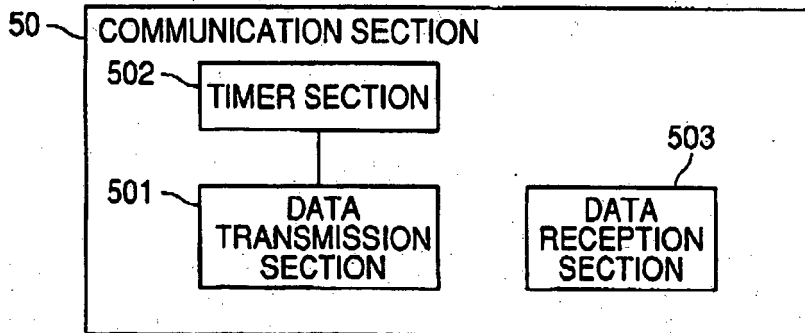 50
COMMUNICATION SECTION
502
TIMER SECTION
503
501
DATA
TRANSMISSION
SECTION
DATA
RECEPTION
SECTION